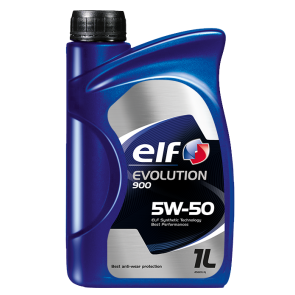 elf
EVOLUTION
900
5W-50
ELF Synthetic Technology
Best Performances
1L
Best anti-wear protection